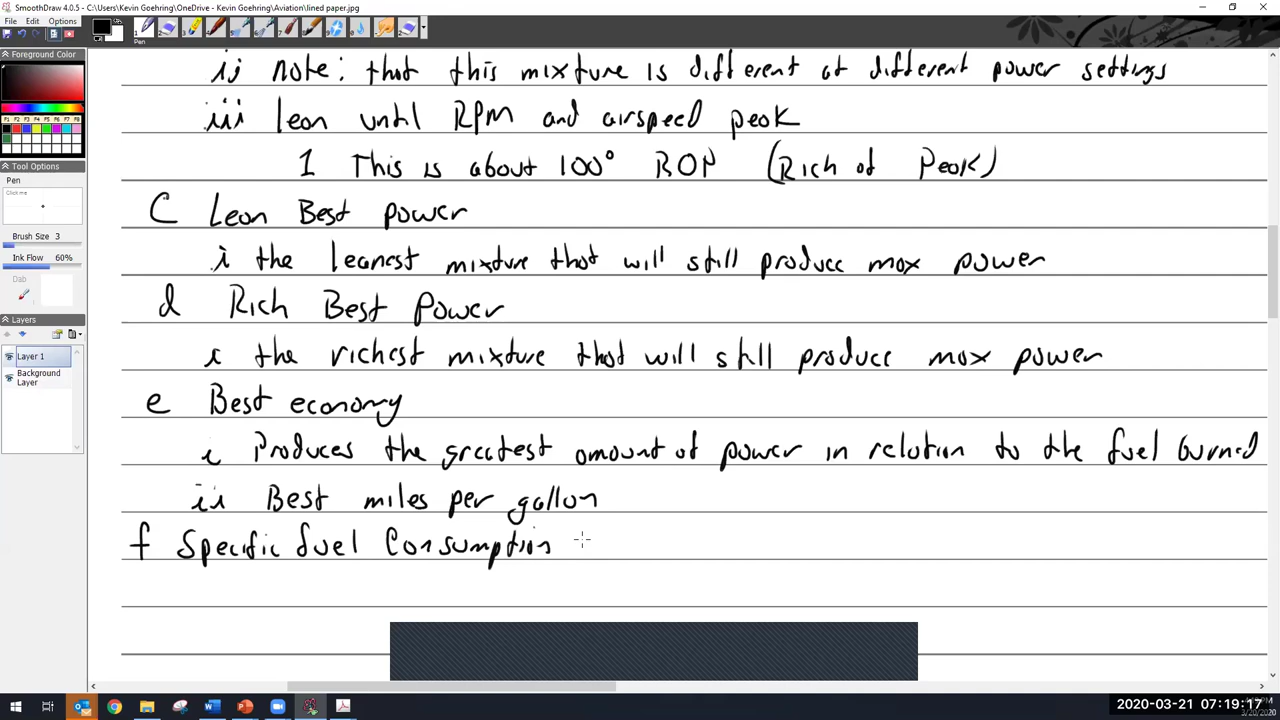 SmoothDraw 4.0.5 - C:\Users\Kevin Goehring\OneDrive - Kevin Goehring\Aviation\lined paper.jpg
File Edit Options
Pen
Foreground Color
Tool Options
Pen
Click me
Brush Size 3
Ink Flow 60%
Dab
Layers
Layer 1
Background Layer
ii note: that this mixture is different at different power settings
iii lean until RPM and airspeed peak
1 This is about 100° ROP (Rich of Peak)
C Lean Best power
i the leanest mixture that will still produce max power
d Rich Best Power
i the richest mixture that will still produce max power
e Best economy
i Produces the greatest amount of power in relation to the fuel burned
ii Best miles per gallon
f Specific fuel Consumption
2020-03-21 07:19:17